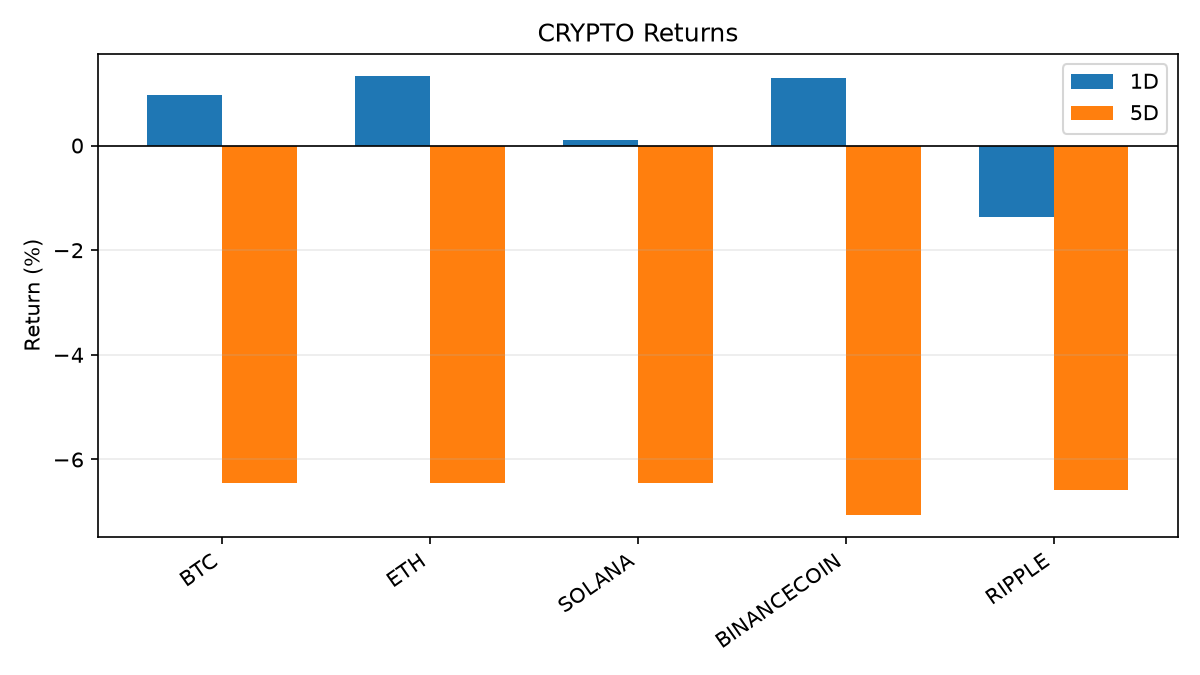 CRYPTO Returns
1D
5D
Return (%)
0
−2
−4
−6
BTC
ETH
SOLANA
BINANCECOIN
RIPPLE